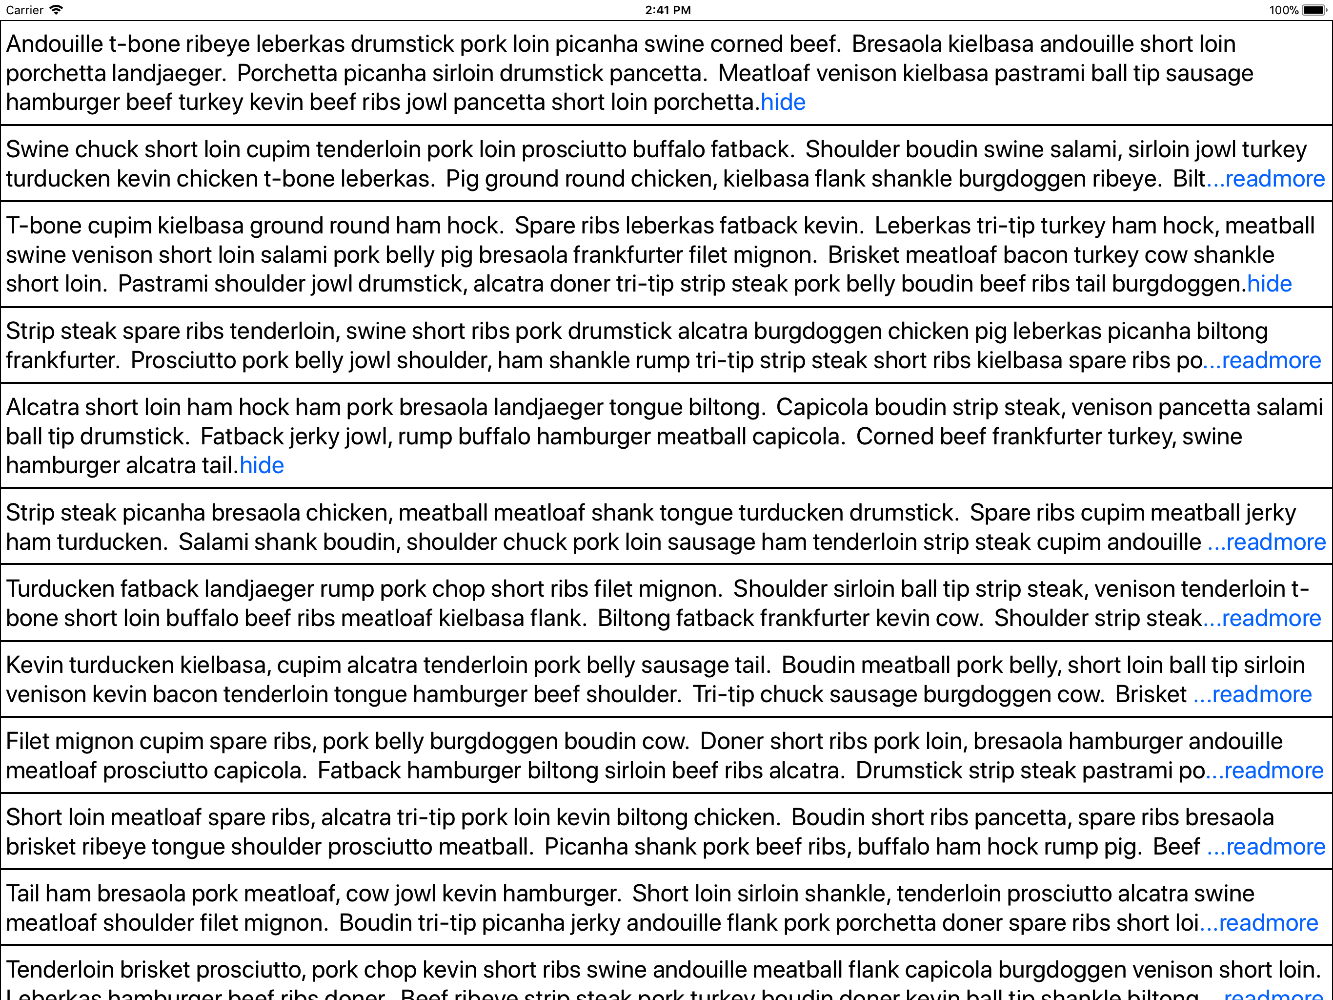 Carrier 2:41 PM 100%
Andouille t-bone ribeye leberkas drumstick pork loin picanha swine corned beef.  Bresaola kielbasa andouille short loin
porchetta landjaeger.  Porchetta picanha sirloin drumstick pancetta.  Meatloaf venison kielbasa pastrami ball tip sausage
hamburger beef turkey kevin beef ribs jowl pancetta short loin porchetta.hide
Swine chuck short loin cupim tenderloin pork loin prosciutto buffalo fatback.  Shoulder boudin swine salami, sirloin jowl turkey
turducken kevin chicken t-bone leberkas.  Pig ground round chicken, kielbasa flank shankle burgdoggen ribeye.  Bilt...readmore
T-bone cupim kielbasa ground round ham hock.  Spare ribs leberkas fatback kevin.  Leberkas tri-tip turkey ham hock, meatball
swine venison short loin salami pork belly pig bresaola frankfurter filet mignon.  Brisket meatloaf bacon turkey cow shankle
short loin.  Pastrami shoulder jowl drumstick, alcatra doner tri-tip strip steak pork belly boudin beef ribs tail burgdoggen.hide
Strip steak spare ribs tenderloin, swine short ribs pork drumstick alcatra burgdoggen chicken pig leberkas picanha biltong
frankfurter.  Prosciutto pork belly jowl shoulder, ham shankle rump tri-tip strip steak short ribs kielbasa spare ribs po...readmore
Alcatra short loin ham hock ham pork bresaola landjaeger tongue biltong.  Capicola boudin strip steak, venison pancetta salami
ball tip drumstick.  Fatback jerky jowl, rump buffalo hamburger meatball capicola.  Corned beef frankfurter turkey, swine
hamburger alcatra tail.hide
Strip steak picanha bresaola chicken, meatball meatloaf shank tongue turducken drumstick.  Spare ribs cupim meatball jerky
ham turducken.  Salami shank boudin, shoulder chuck pork loin sausage ham tenderloin strip steak cupim andouille ...readmore
Turducken fatback landjaeger rump pork chop short ribs filet mignon.  Shoulder sirloin ball tip strip steak, venison tenderloin t-
bone short loin buffalo beef ribs meatloaf kielbasa flank.  Biltong fatback frankfurter kevin cow.  Shoulder strip steak...readmore
Kevin turducken kielbasa, cupim alcatra tenderloin pork belly sausage tail.  Boudin meatball pork belly, short loin ball tip sirloin
venison kevin bacon tenderloin tongue hamburger beef shoulder.  Tri-tip chuck sausage burgdoggen cow.  Brisket ...readmore
Filet mignon cupim spare ribs, pork belly burgdoggen boudin cow.  Doner short ribs pork loin, bresaola hamburger andouille
meatloaf prosciutto capicola.  Fatback hamburger biltong sirloin beef ribs alcatra.  Drumstick strip steak pastrami po...readmore
Short loin meatloaf spare ribs, alcatra tri-tip pork loin kevin biltong chicken.  Boudin short ribs pancetta, spare ribs bresaola
brisket ribeye tongue shoulder prosciutto meatball.  Picanha shank pork beef ribs, buffalo ham hock rump pig.  Beef ...readmore
Tail ham bresaola pork meatloaf, cow jowl kevin hamburger.  Short loin sirloin shankle, tenderloin prosciutto alcatra swine
meatloaf shoulder filet mignon.  Boudin tri-tip picanha jerky andouille flank pork porchetta doner spare ribs short loi...readmore
Tenderloin brisket prosciutto, pork chop kevin short ribs swine andouille meatball flank capicola burgdoggen venison short loin.
Leberkas hamburger beef ribs doner.  Beef ribeye strip steak pork turkey boudin doner kevin ball tip shankle biltong ...readmore